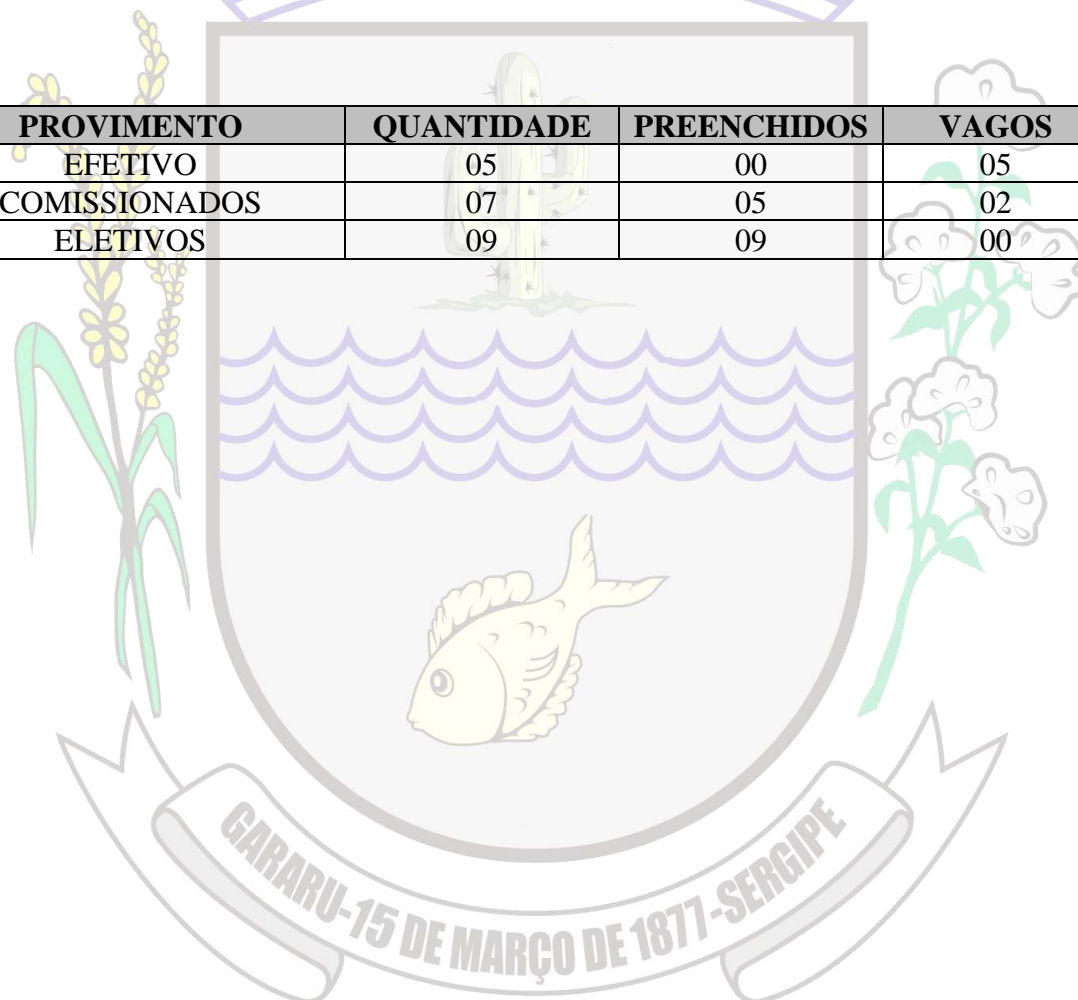 PROVIMENTO QUANTIDADE PREENCHIDOS VAGOS
EFETIVO 05 00 05
COMISSIONADOS 07 05 02
ELETIVOS 09 09 00
GARARU-15 DE MARÇO DE 1877-SERGIPE